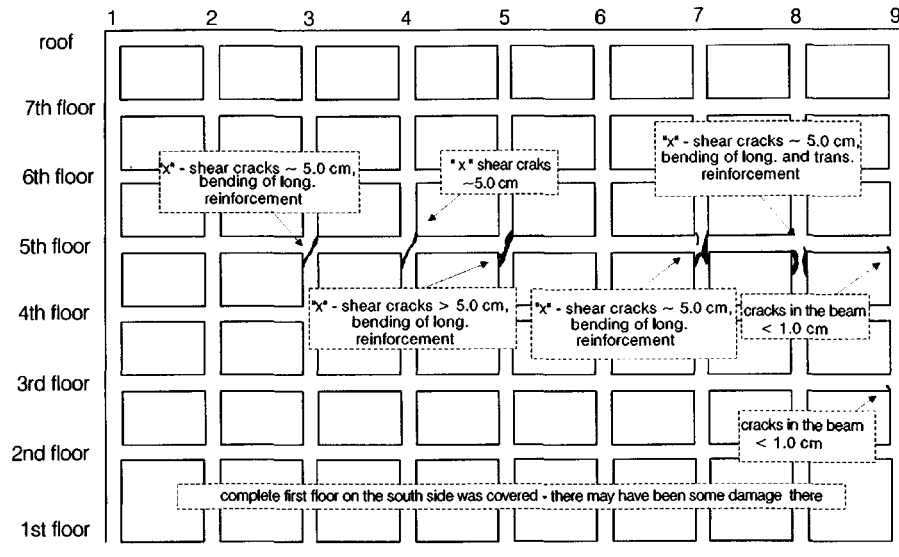 1 2 3 4 5 6 7 8 9
roof
7th floor
"X" - shear cracks ~ 5.0 cm,
bending of long.
reinforcement
"X" shear craks
~5.0 cm
"X" - shear cracks ~ 5.0 cm,
bending of long. and trans.
reinforcement
6th floor
5th floor
"X" - shear cracks > 5.0 cm,
bending of long.
reinforcement
"X" - shear cracks ~ 5.0 cm,
bending of long.
reinforcement
cracks in the beam
< 1.0 cm
4th floor
3rd floor
cracks in the beam
< 1.0 cm
2nd floor
complete first floor on the south side was covered - there may have been some damage there
1st floor